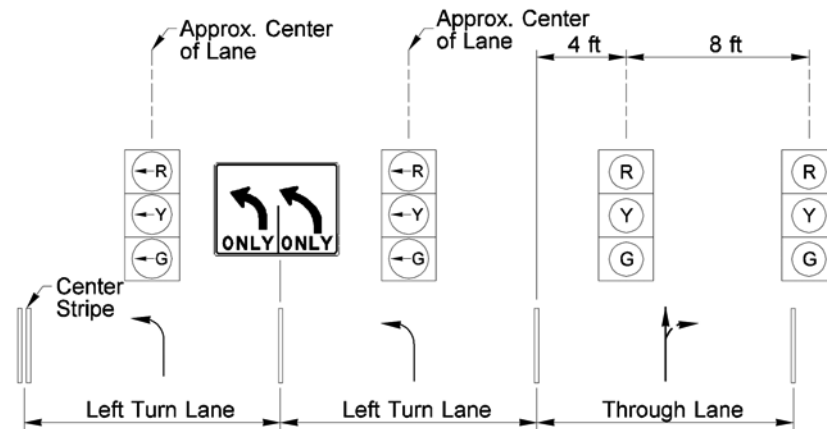 Approx. Center
of Lane
Approx. Center
of Lane
4 ft
8 ft
R
Y
G
ONLY ONLY
R
Y
G
R
Y
G
R
Y
G
Center
Stripe
Left Turn Lane
Left Turn Lane
Through Lane